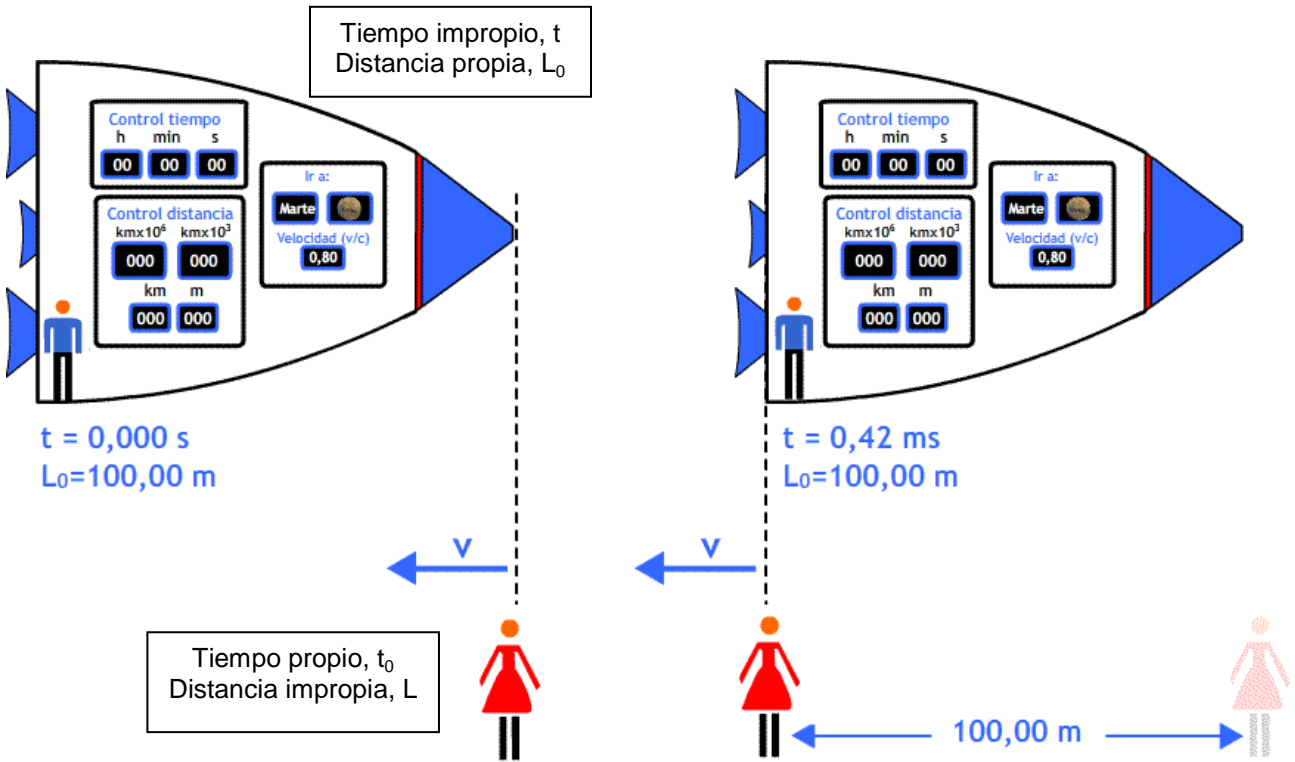 Tiempo impropio, t
Distancia propia, L₀
Control tiempo
h min s
00 00 00
Control distancia
kmx10⁶ kmx10³
000 000
km m
000 000
Ir a:
Marte
Velocidad (v/c)
0,80
t = 0,000 s
L₀=100,00 m
v
Control tiempo
h min s
00 00 00
Control distancia
kmx10⁶ kmx10³
000 000
km m
000 000
Ir a:
Marte
Velocidad (v/c)
0,80
t = 0,42 ms
L₀=100,00 m
v
Tiempo propio, t₀
Distancia impropia, L
100,00 m